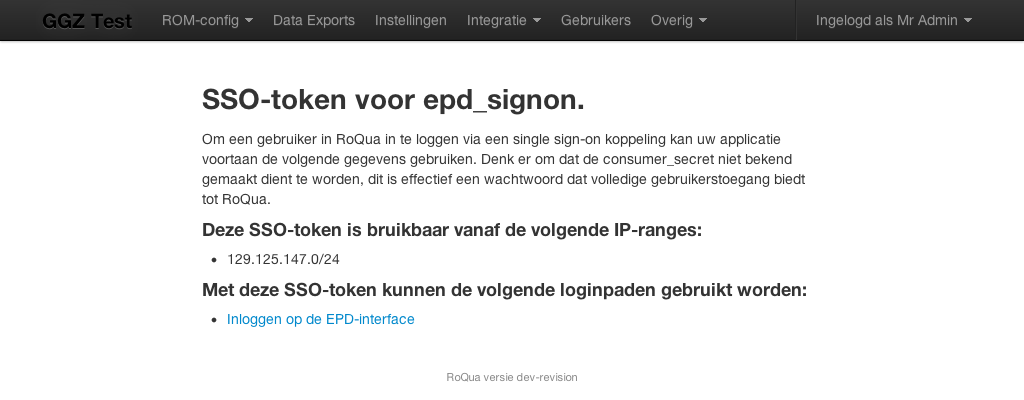 GGZ Test ROM-config Data Exports Instellingen Integratie Gebruikers Overig Ingelogd als Mr Admin
SSO-token voor epd_signon.
Om een gebruiker in RoQua in te loggen via een single sign-on koppeling kan uw applicatie
voortaan de volgende gegevens gebruiken. Denk er om dat de consumer_secret niet bekend
gemaakt dient te worden, dit is effectief een wachtwoord dat volledige gebruikerstoegang biedt
tot RoQua.
Deze SSO-token is bruikbaar vanaf de volgende IP-ranges:
• 129.125.147.0/24
Met deze SSO-token kunnen de volgende loginpaden gebruikt worden:
• Inloggen op de EPD-interface
RoQua versie dev-revision